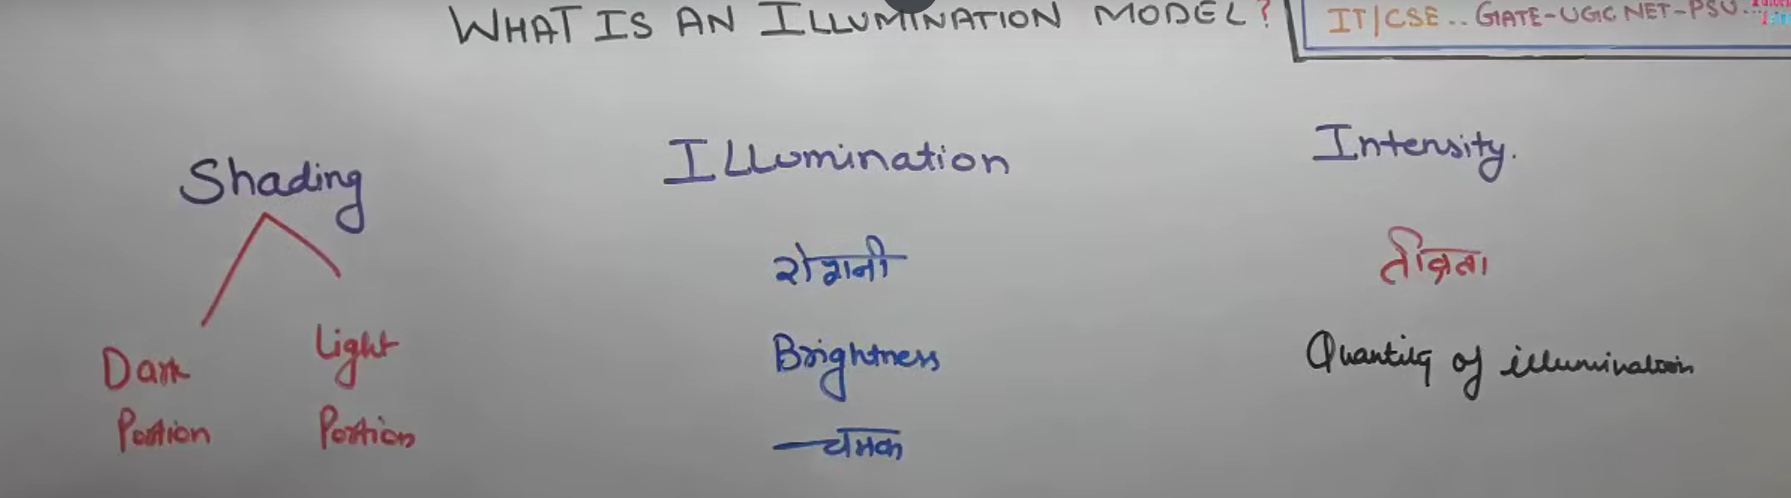 WHAT IS AN ILLUMINATION MODEL?
IT/CSE.. GATE-UGC NET-PSU...
Shading
Dark Portion
Light Portion
ILLumination
रोशनी
Brightness
चमक
Intensity.
तीव्रता
Quantity of illumination